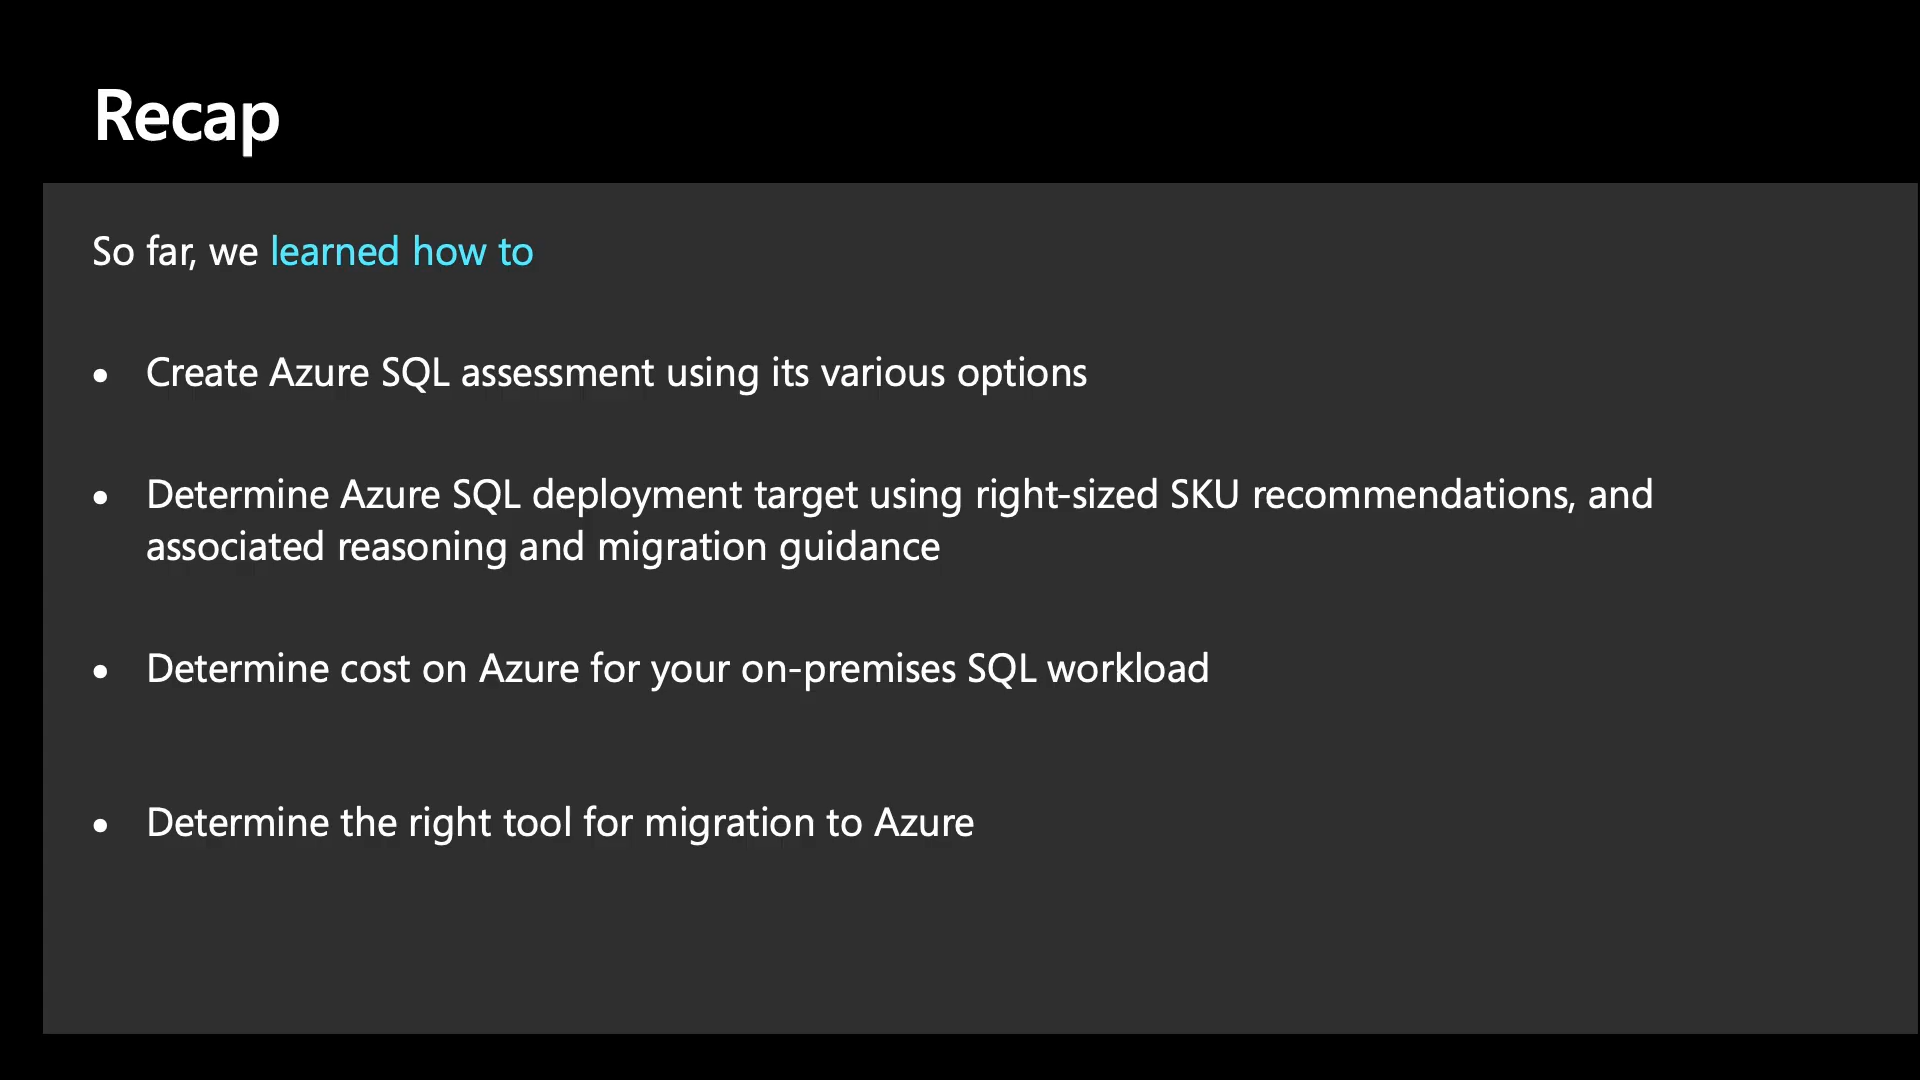 Recap
So far, we learned how to
• Create Azure SQL assessment using its various options
• Determine Azure SQL deployment target using right-sized SKU recommendations, and
associated reasoning and migration guidance
• Determine cost on Azure for your on-premises SQL workload
• Determine the right tool for migration to Azure